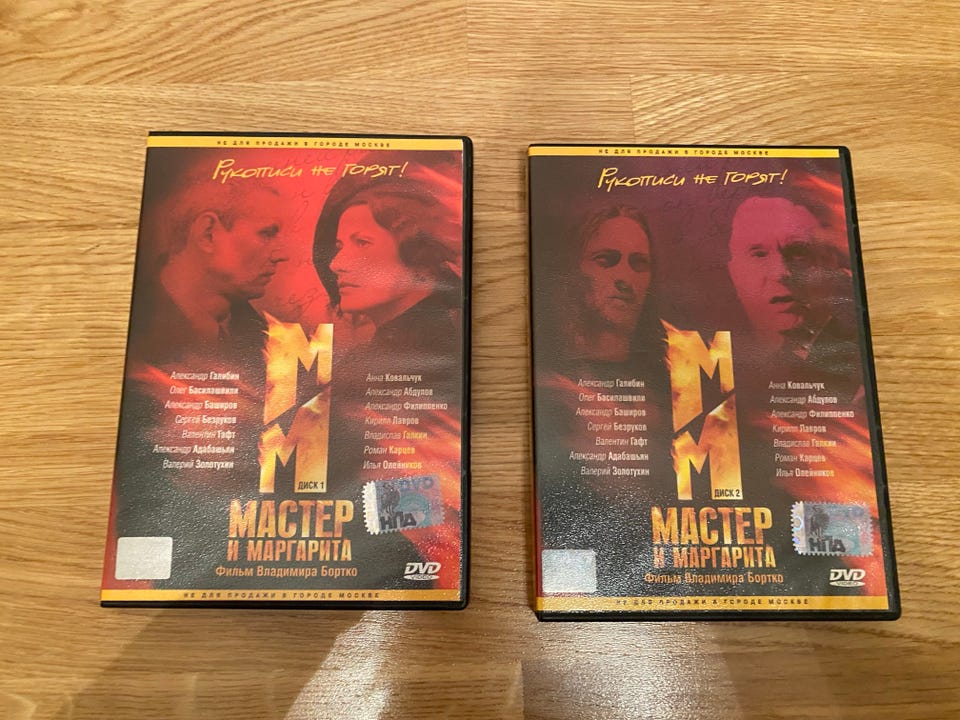 НЕ ДЛЯ ПРОДАЖИ В ГОРОДЕ МОСКВЕ
Рукописи не горят!
Александр Галибин
Олег Басилашвили
Александр Баширов
Сергей Безруков
Валентин Гафт
Александр Адабашьян
Валерий Золотухин
Анна Ковальчук
Александр Абдулов
Александр Филиппенко
Кирилл Лавров
Владислав Галкин
Роман Карцев
Илья Олейников
М
М
ДИСК 1
МАСТЕР
И МАРГАРИТА
Фильм Владимира Бортко
DVD
НПА
DVD
VIDEO
НЕ ДЛЯ ПРОДАЖИ В ГОРОДЕ МОСКВЕ
НЕ ДЛЯ ПРОДАЖИ В ГОРОДЕ МОСКВЕ
Рукописи не горят!
Александр Галибин
Олег Басилашвили
Александр Баширов
Сергей Безруков
Валентин Гафт
Александр Адабашьян
Валерий Золотухин
Анна Ковальчук
Александр Абдулов
Александр Филиппенко
Кирилл Лавров
Владислав Галкин
Роман Карцев
Илья Олейников
М
М
ДИСК 2
МАСТЕР
И МАРГАРИТА
Фильм Владимира Бортко
НПА
DVD
VIDEO
НЕ ДЛЯ ПРОДАЖИ В ГОРОДЕ МОСКВЕ